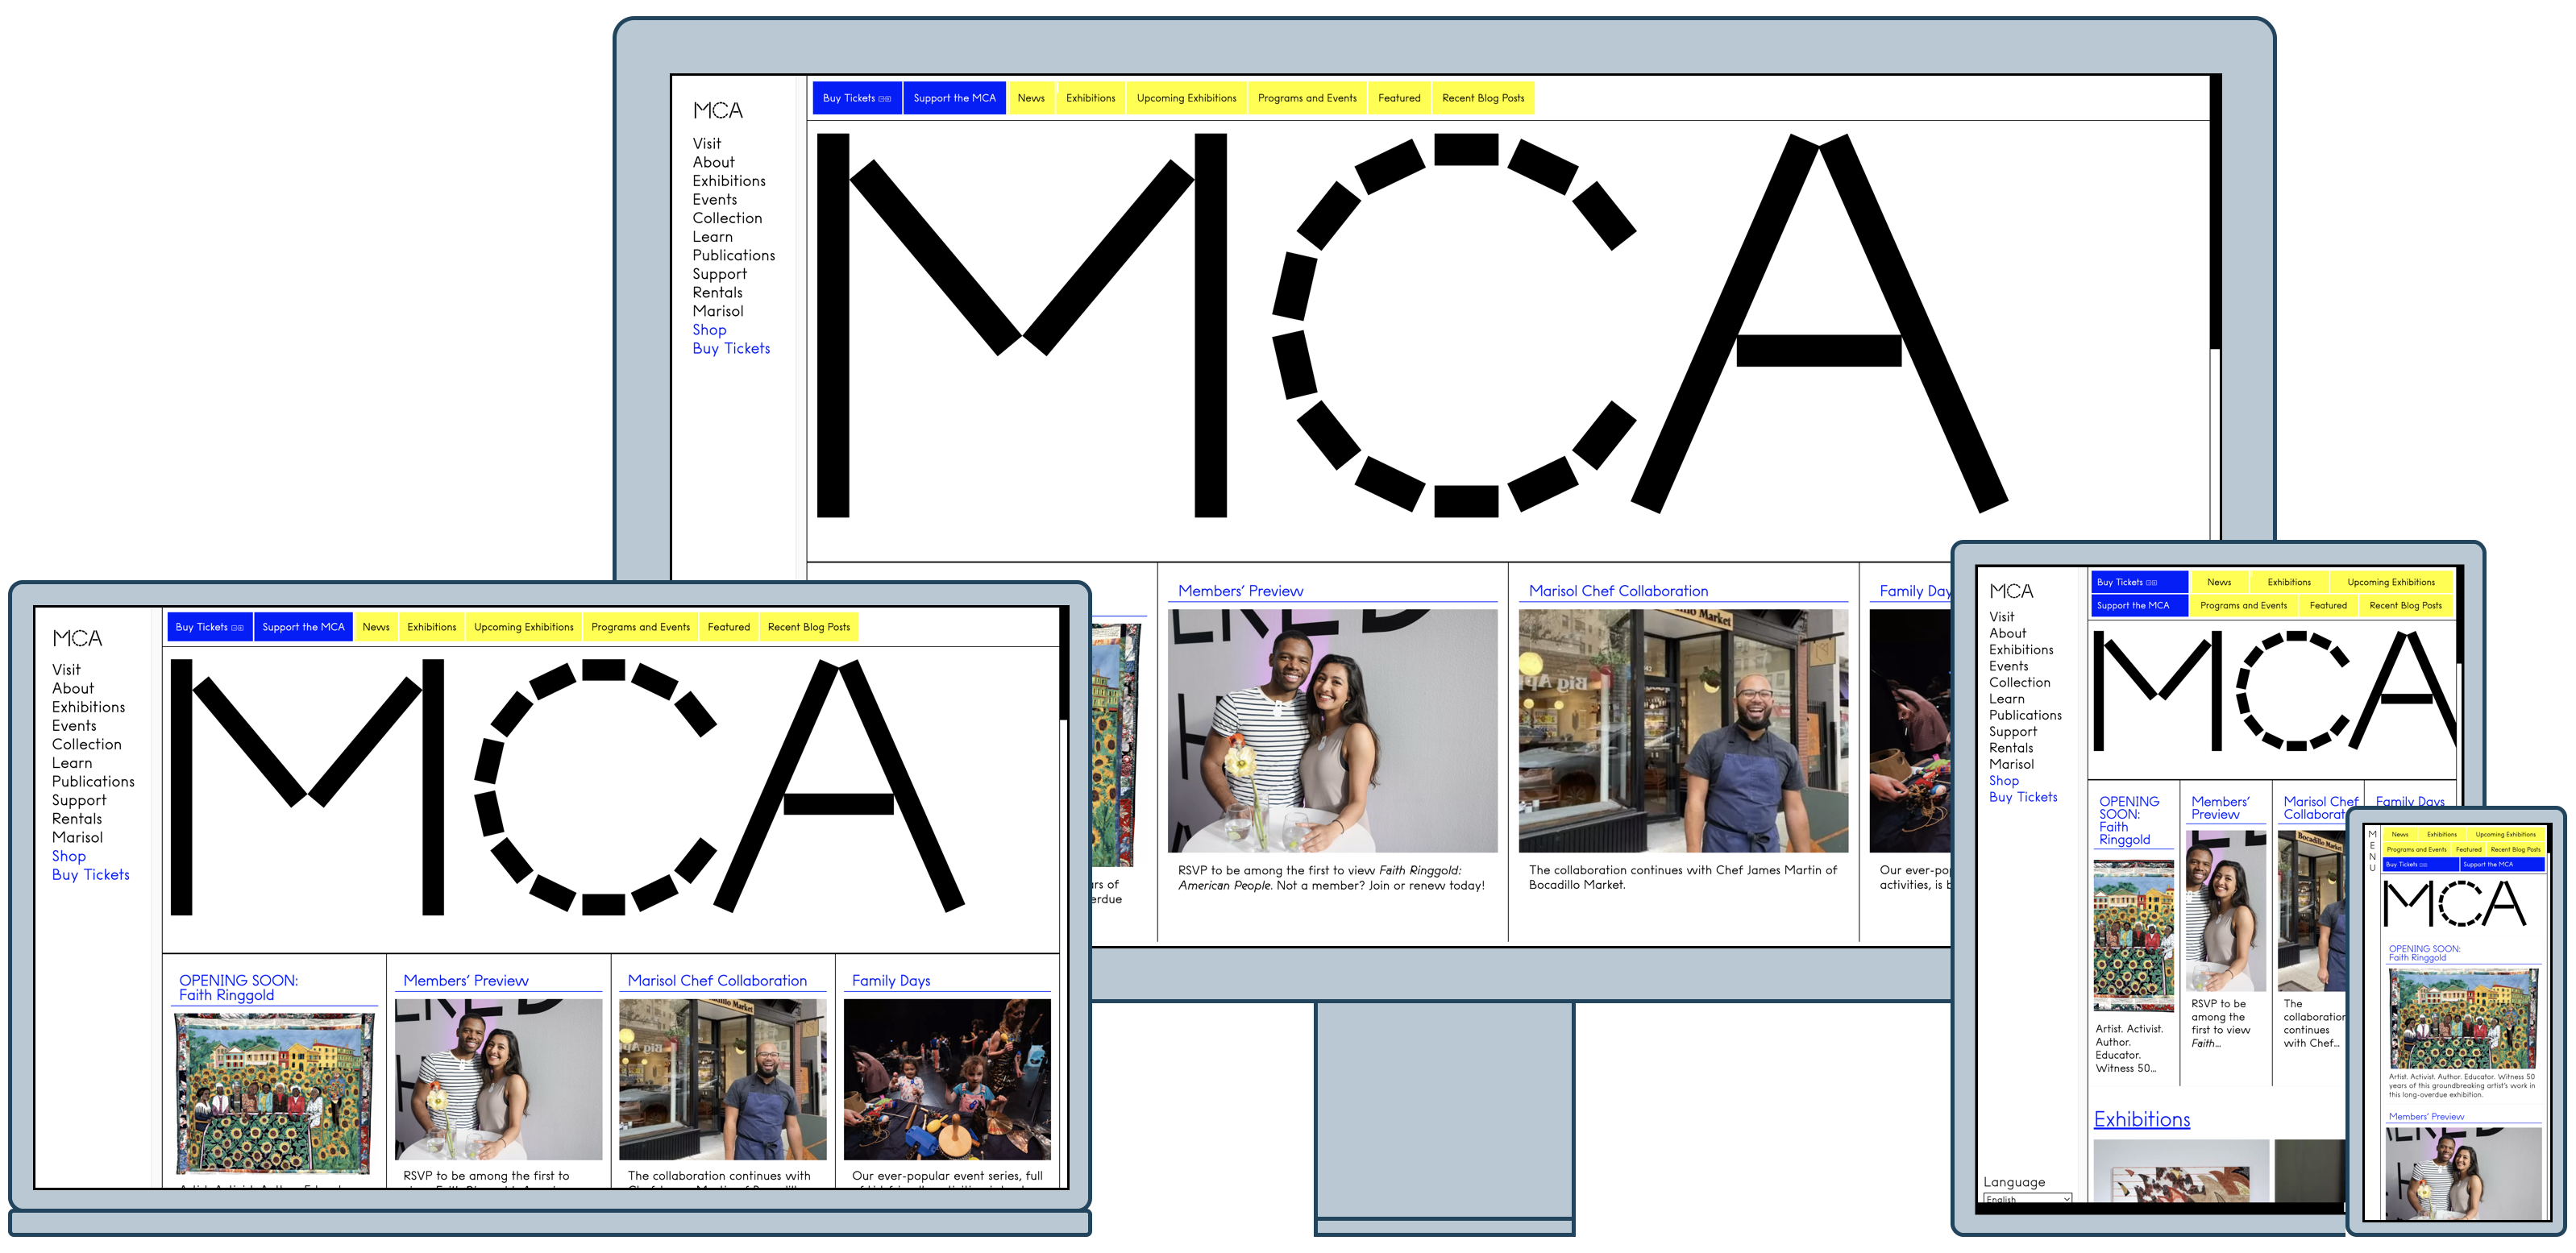 MCA
Visit
About
Exhibitions
Events
Collection
Learn
Publications
Support
Rentals
Marisol
Shop
Buy Tickets
Buy Tickets Support the MCA News Exhibitions Upcoming Exhibitions Programs and Events Featured Recent Blog Posts
MCA
Members' Preview
RSVP to be among the first to view Faith Ringgold:
American People. Not a member? Join or renew today!
Marisol Chef Collaboration
Market
The collaboration continues with Chef James Martin of
Bocadillo Market.
Family Day
Our ever-po
activities, is
ars of
erdue
MCA
Visit
About
Exhibitions
Events
Collection
Learn
Publications
Support
Rentals
Marisol
Shop
Buy Tickets
Buy Tickets Support the MCA News Exhibitions Upcoming Exhibitions Programs and Events Featured Recent Blog Posts
MCA
OPENING SOON:
Faith Ringgold
Members' Preview
RSVP to be among the first to
Marisol Chef Collaboration
The collaboration continues with
Family Days
Our ever-popular event series, full
MCA
Visit
About
Exhibitions
Events
Collection
Learn
Publications
Support
Rentals
Marisol
Shop
Buy Tickets
Language
English
Buy Tickets News Exhibitions Upcoming Exhibitions
Support the MCA Programs and Events Featured Recent Blog Posts
MCA
OPENING
SOON:
Faith
Ringgold
Artist. Activist.
Author.
Educator.
Witness 50...
Members'
Preview
RSVP to be
among the
first to view
Faith...
Marisol Chef
Collaborat
Bocadillo Market
The
collaboration
continues
with Chef...
Family Days
Exhibitions
MENU
News Exhibitions Upcoming Exhibitions
Programs and Events Featured Recent Blog Posts
Buy Tickets Support the MCA
MCA
OPENING SOON:
Faith Ringgold
Artist. Activist. Author. Educator. Witness 50
years of this groundbreaking artist's work in
this long-overdue exhibition.
Members' Preview